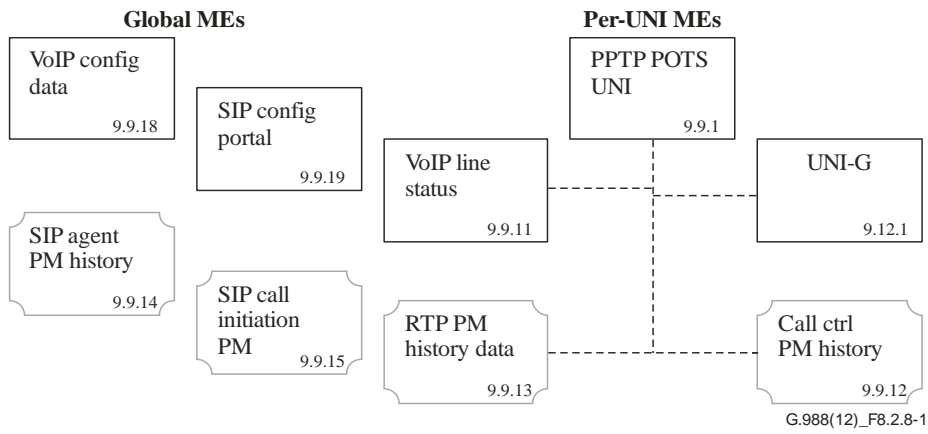 Global MEs
Per-UNI MEs
VoIP config
data
9.9.18
SIP config
portal
9.9.19
PPTP POTS
UNI
9.9.1
VoIP line
status
9.9.11
UNI-G
9.12.1
SIP agent
PM history
9.9.14
SIP call
initiation
PM
9.9.15
RTP PM
history data
9.9.13
Call ctrl
PM history
9.9.12
G.988(12)_F8.2.8-1